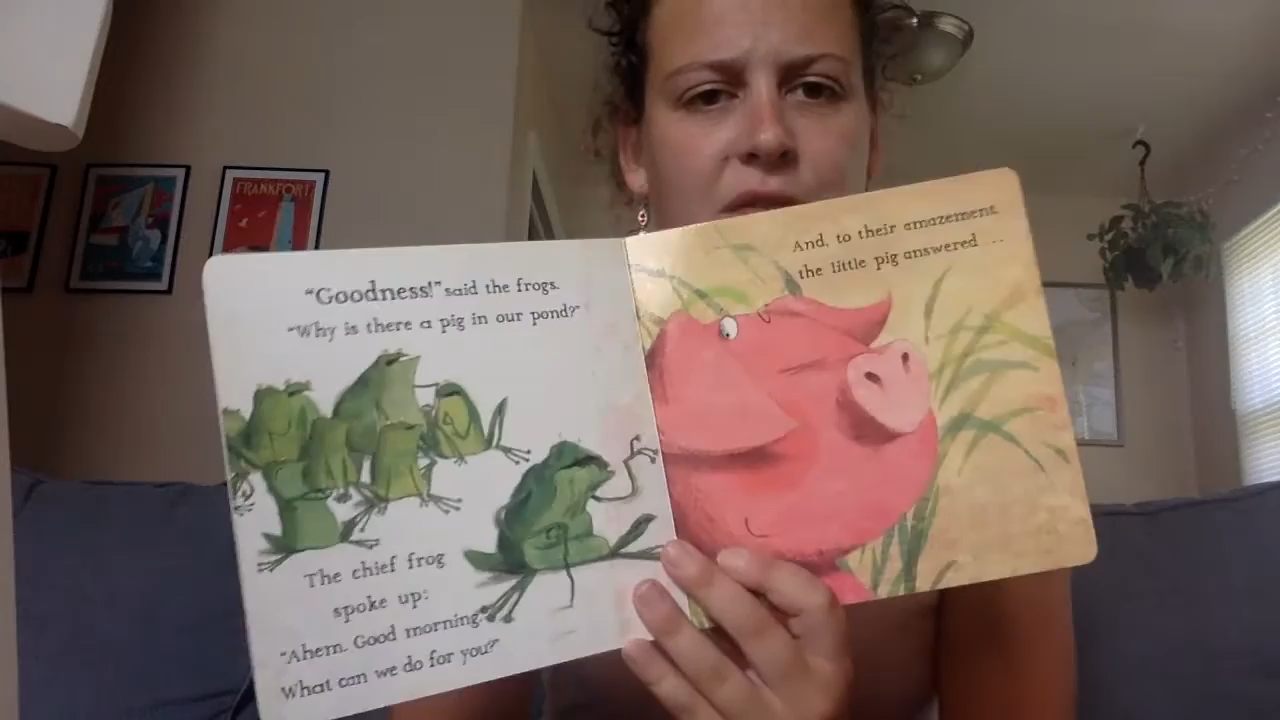 FRANKFORT
"Goodness!" said the frogs.
"Why is there a pig in our pond?"
The chief frog
spoke up:
"Ahem. Good morning.
What can we do for you?"
And, to their amazement,
the little pig answered ...